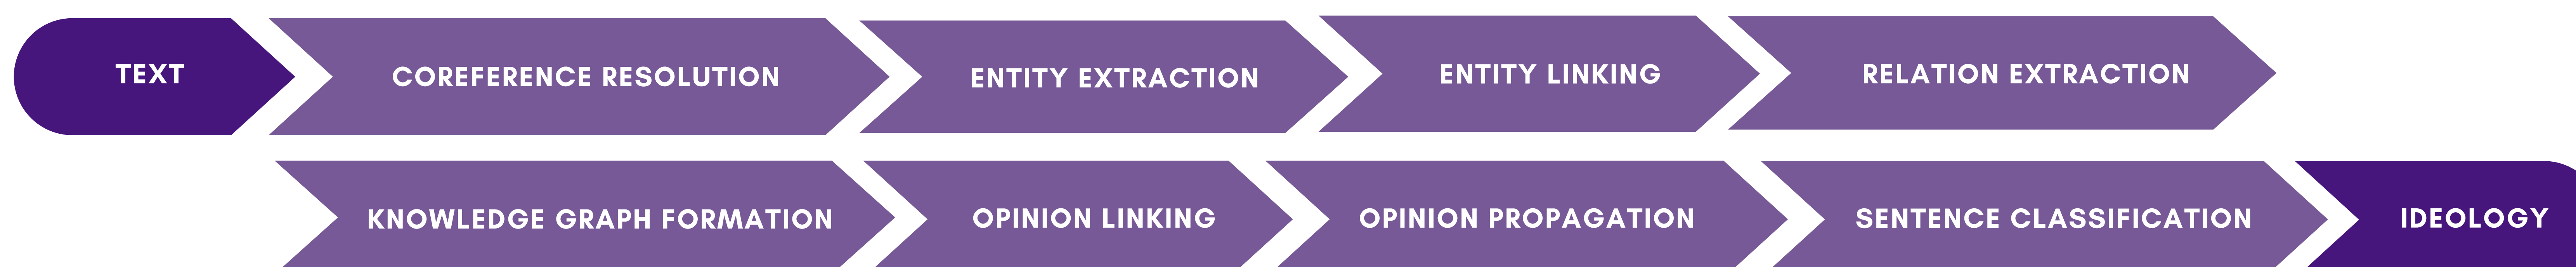 TEXT
COREFERENCE RESOLUTION
ENTITY EXTRACTION
ENTITY LINKING
RELATION EXTRACTION
KNOWLEDGE GRAPH FORMATION
OPINION LINKING
OPINION PROPAGATION
SENTENCE CLASSIFICATION
IDEOLOGY